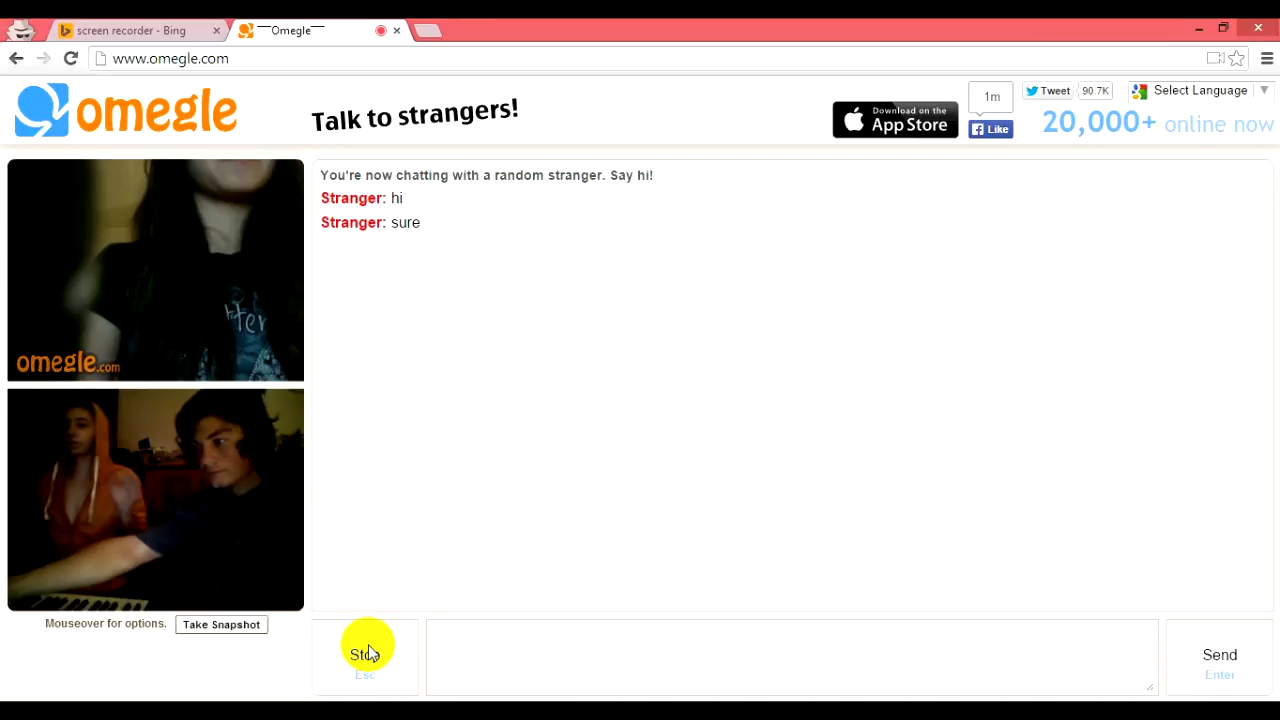 screen recorder - Bing
Omegle
www.omegle.com
omegle
Talk to strangers!
Download on the
App Store
1m
Like
Tweet
90.7K
Select Language
20,000+ online now
You're now chatting with a random stranger. Say hi!
Stranger: hi
Stranger: sure
omegle.com
Mouseover for options.
Take Snapshot
Stop
Esc
Send
Enter